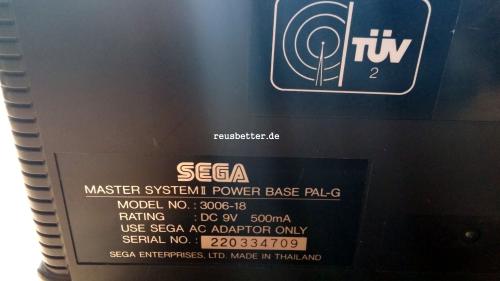 TÜV
2
reusbetter.de
SEGA
MASTER SYSTEM II POWER BASE PAL-G
MODEL NO. : 3006-18
RATING : DC 9V 500mA
USE SEGA AC ADAPTOR ONLY
SERIAL NO. : 220334709
SEGA ENTERPRISES, LTD. MADE IN THAILAND